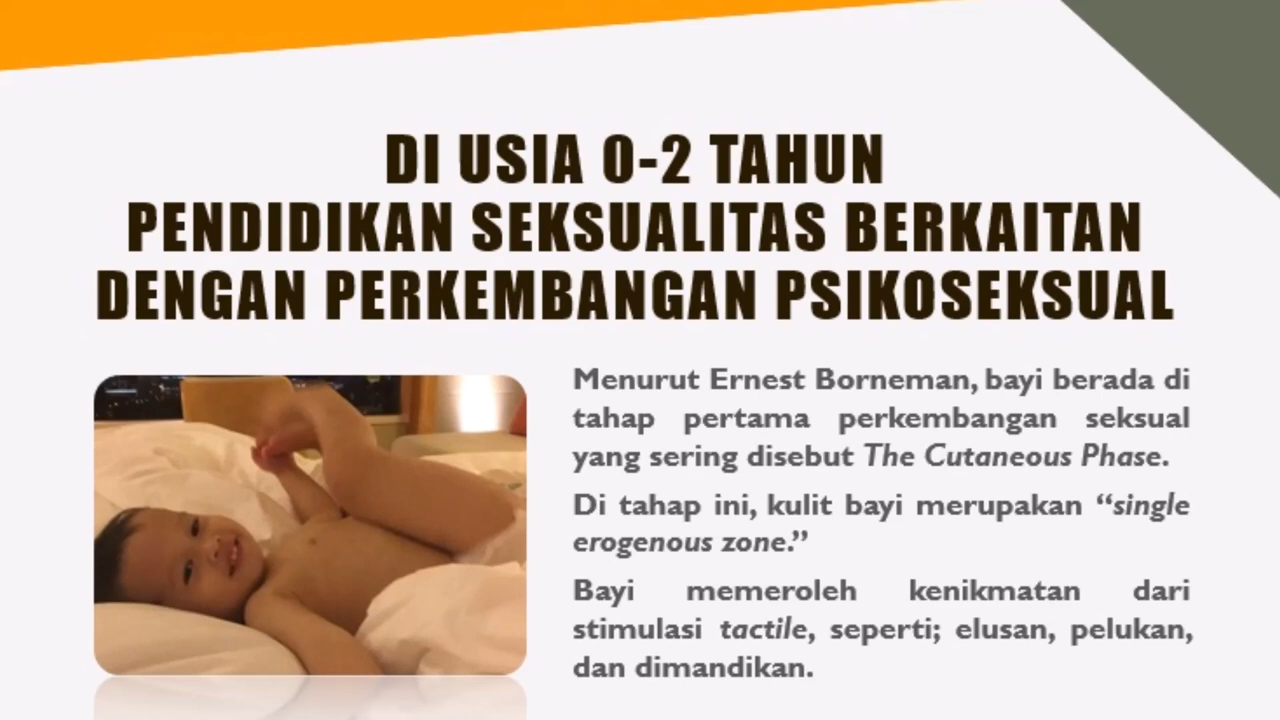 DI USIA 0-2 TAHUN
PENDIDIKAN SEKSUALITAS BERKAITAN
DENGAN PERKEMBANGAN PSIKOSEKSUAL
Menurut Ernest Borneman, bayi berada di
tahap pertama perkembangan seksual
yang sering disebut The Cutaneous Phase.
Di tahap ini, kulit bayi merupakan “single
erogenous zone.”
Bayi memeroleh kenikmatan dari
stimulasi tactile, seperti; elusan, pelukan,
dan dimandikan.